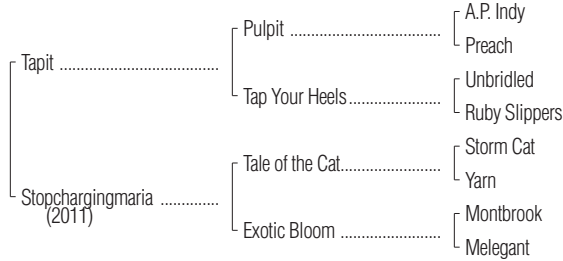 A.P. Indy
Pulpit ...................................
Preach
Tapit .....................................
Unbridled
Tap Your Heels.....................
Ruby Slippers
Storm Cat
Tale of the Cat.......................
Yarn
Stopchargingmaria .............
(2011)
Montbrook
Exotic Bloom .......................
Melegant